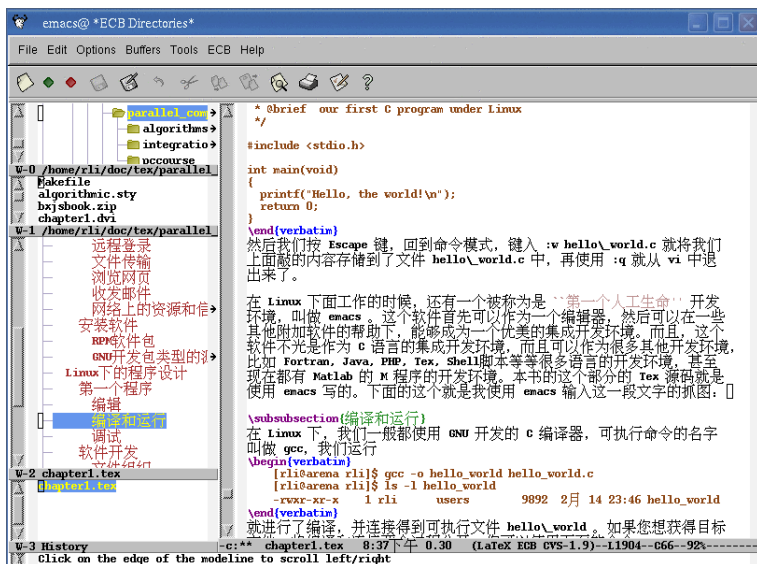 emacs@ *ECB Directories*
File Edit Options Buffers Tools ECB Help
parallel_com
algorithms
integratio
pccourse
W-0 /home/rli/doc/tex/parallel_
Makefile
algorithmic.sty
bxjsbook.zip
chapter1.dvi
W-1 /home/rli/doc/tex/parallel_
远程登录
文件传输
浏览网页
收发邮件
网络上的资源和信
安装软件
RPM软件包
GNU开发包类型的
Linux下的程序设计
第一个程序
编辑
编译和运行
调试
软件开发
文件组织
W-2 chapter1.tex
chapter1.tex
W-3 History
* @brief our first C program under Linux
*/
#include <stdio.h>
int main(void)
{
printf("Hello, the world!\n");
return 0;
}
\end{verbatim}
然后我们按 Escape 键，回到命令模式，键入 :w hello\_world.c 就将我们
上面敲的内容存储到了文件 hello\_world.c 中，再使用 :q 就从 vi 中退
出来了。
在 Linux 下面工作的时候，还有一个被称为是 ``第一个人工生命'' 开发
环境，叫做 emacs 。这个软件首先可以作为一个编辑器，然后可以在一些
其他附加软件的帮助下，能够成为一个优美的集成开发环境。而且，这个
软件不光是作为 C 语言的集成开发环境，而且可以作为很多其他开发环境，
比如 Fortran, Java, PHP, Tex, Shell脚本等等很多语言的开发环境，甚至
现在都有 Matlab 的 M 程序的开发环境。本书的这个部分的 Tex 源码就是
使用 emacs 写的。下面的这个就是我使用 emacs 输入这一段文字的抓图：
\subsubsection{编译和运行}
在 Linux 下，我们一般都使用 GNU 开发的 C 编译器，可执行命令的名字
叫做 gcc，我们运行
\begin{verbatim}
[rli@arena rli]$ gcc -o hello_world hello_world.c
[rli@arena rli]$ ls -l hello_world
-rwxr-xr-x 1 rli users 9892 2月 14 23:46 hello_world
\end{verbatim}
就进行了编译，并连接得到可执行文件 hello\_world 。如果您想获得目标
-c:** chapter1.tex 8:37下午 0.30 (LaTeX ECB CVS-1.9)--L1904--C66--92%--------
Click on the edge of the modeline to scroll left/right